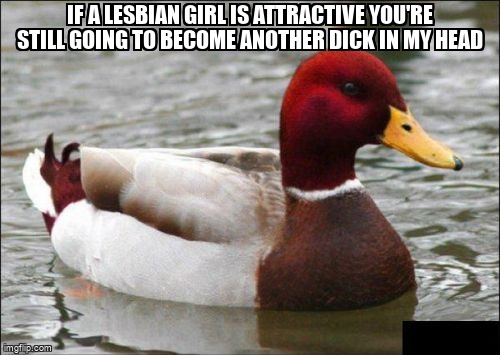 IF A LESBIAN GIRL IS ATTRACTIVE YOU'RE
STILL GOING TO BECOME ANOTHER DICK IN MY HEAD
imgflip.com